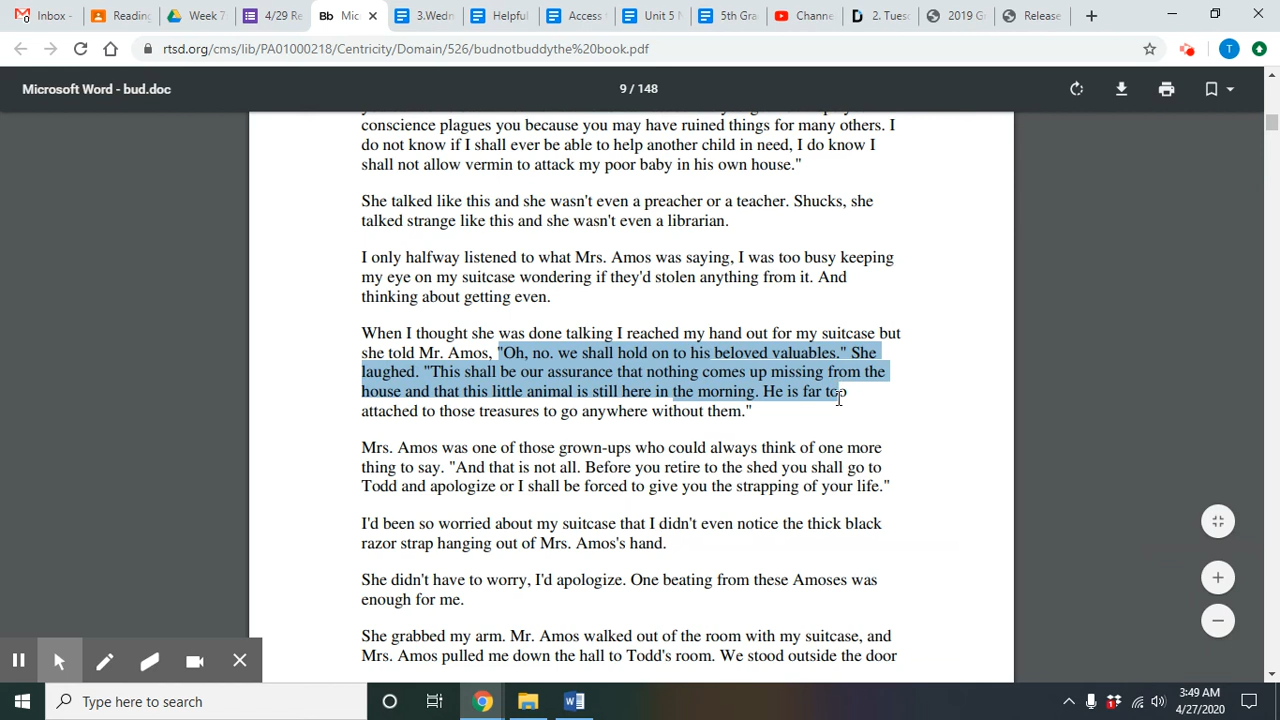 Inbox -
Reading
Week 7
4/29 Re
Mic
3.Wedn
Helpful
Access
Unit 5
5th Gra
Chann
2. Tues
2019 G
Release
rtsd.org/cms/lib/PA01000218/Centricity/Domain/526/budnotbuddythe%20book.pdf
T
Microsoft Word - bud.doc
9 / 148
conscience plagues you because you may have ruined things for many others. I
do not know if I shall ever be able to help another child in need, I do know I
shall not allow vermin to attack my poor baby in his own house."
She talked like this and she wasn't even a preacher or a teacher. Shucks, she
talked strange like this and she wasn't even a librarian.
I only halfway listened to what Mrs. Amos was saying, I was too busy keeping
my eye on my suitcase wondering if they'd stolen anything from it. And
thinking about getting even.
When I thought she was done talking I reached my hand out for my suitcase but
she told Mr. Amos, "Oh, no. we shall hold on to his beloved valuables." She
laughed. "This shall be our assurance that nothing comes up missing from the
house and that this little animal is still here in the morning. He is far too
attached to those treasures to go anywhere without them."
Mrs. Amos was one of those grown-ups who could always think of one more
thing to say. "And that is not all. Before you retire to the shed you shall go to
Todd and apologize or I shall be forced to give you the strapping of your life."
I'd been so worried about my suitcase that I didn't even notice the thick black
razor strap hanging out of Mrs. Amos's hand.
She didn't have to worry, I'd apologize. One beating from these Amoses was
enough for me.
She grabbed my arm. Mr. Amos walked out of the room with my suitcase, and
Mrs. Amos pulled me down the hall to Todd's room. We stood outside the door
Type here to search
3:49 AM
4/27/2020